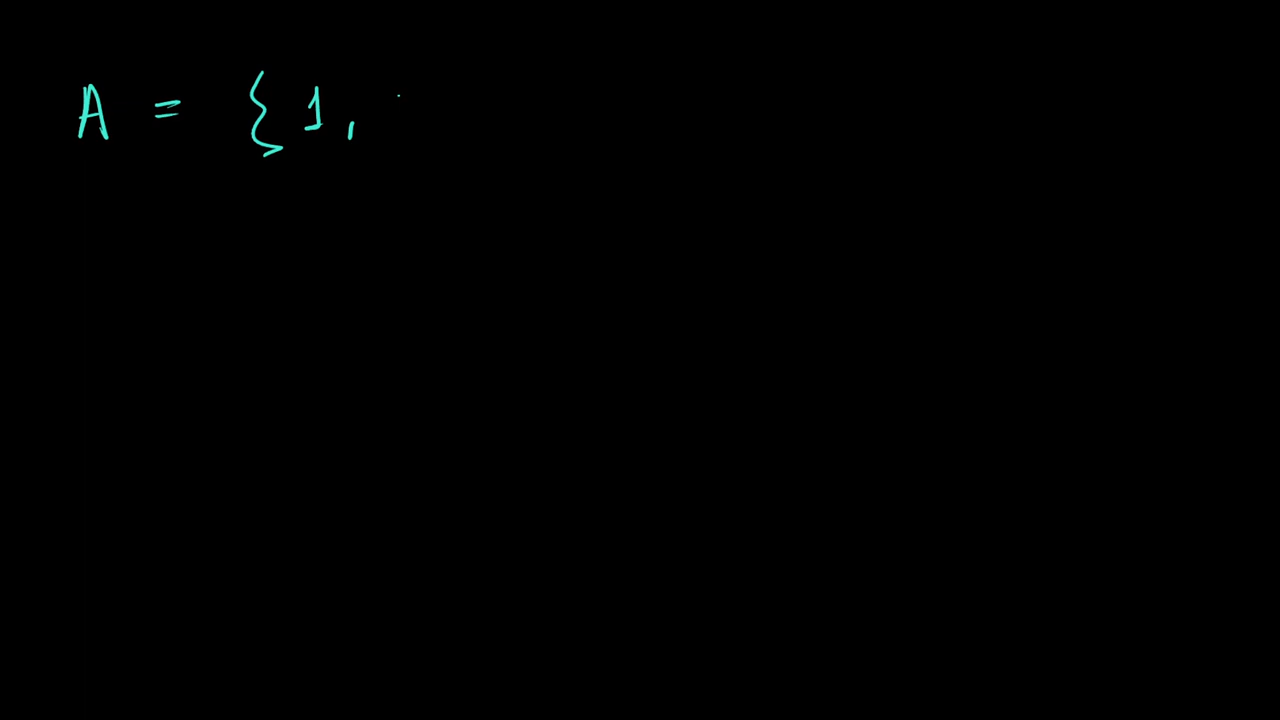 A = { 1,